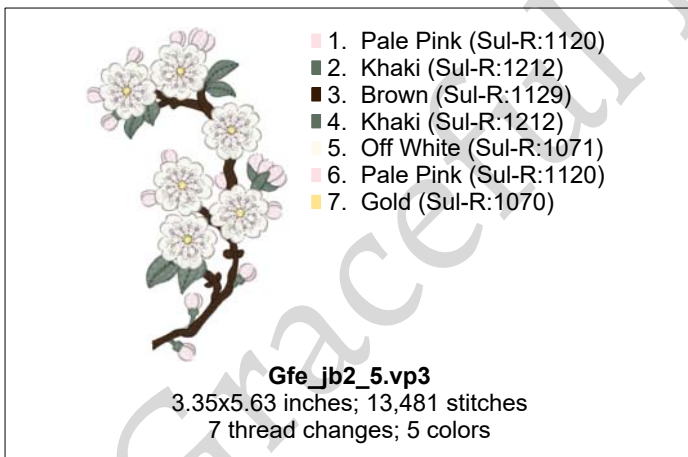 1. Pale Pink (Sul-R:1120)
2. Khaki (Sul-R:1212)
3. Brown (Sul-R:1129)
4. Khaki (Sul-R:1212)
5. Off White (Sul-R:1071)
6. Pale Pink (Sul-R:1120)
7. Gold (Sul-R:1070)
Gfe_jb2_5.vp3
3.35x5.63 inches; 13,481 stitches
7 thread changes; 5 colors
Graceful